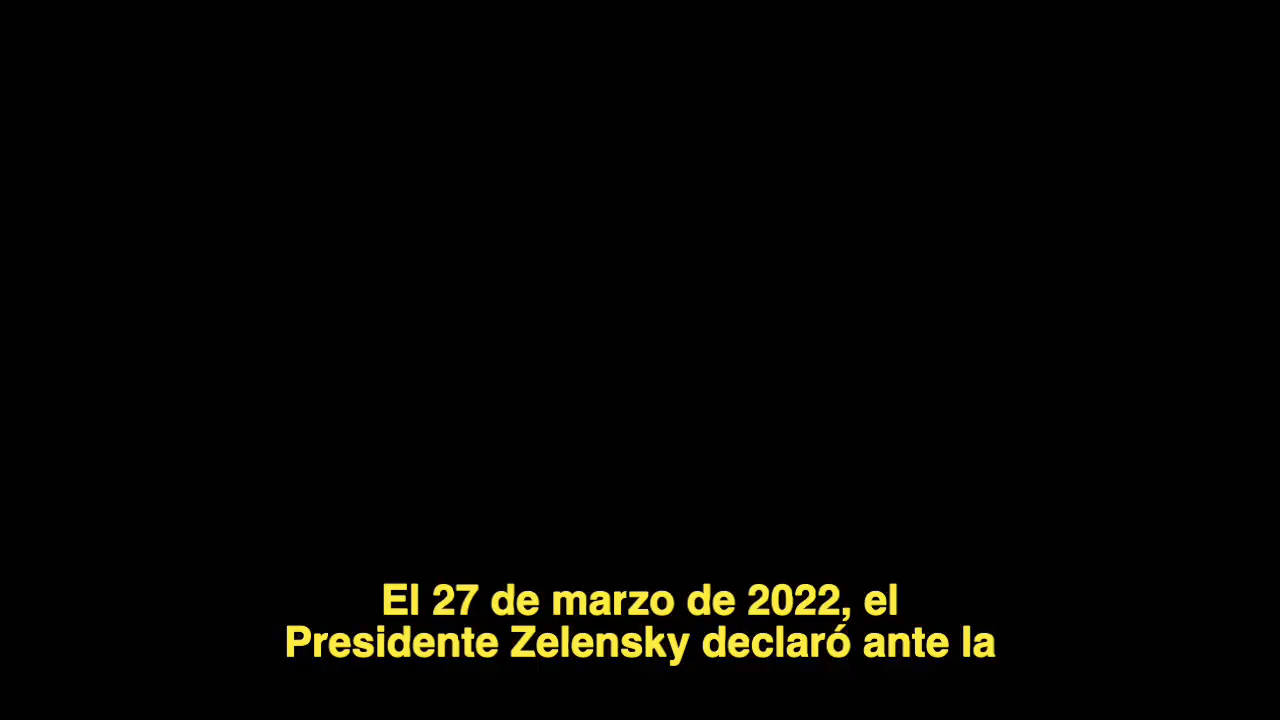 El 27 de marzo de 2022, el
Presidente Zelensky declaró ante la